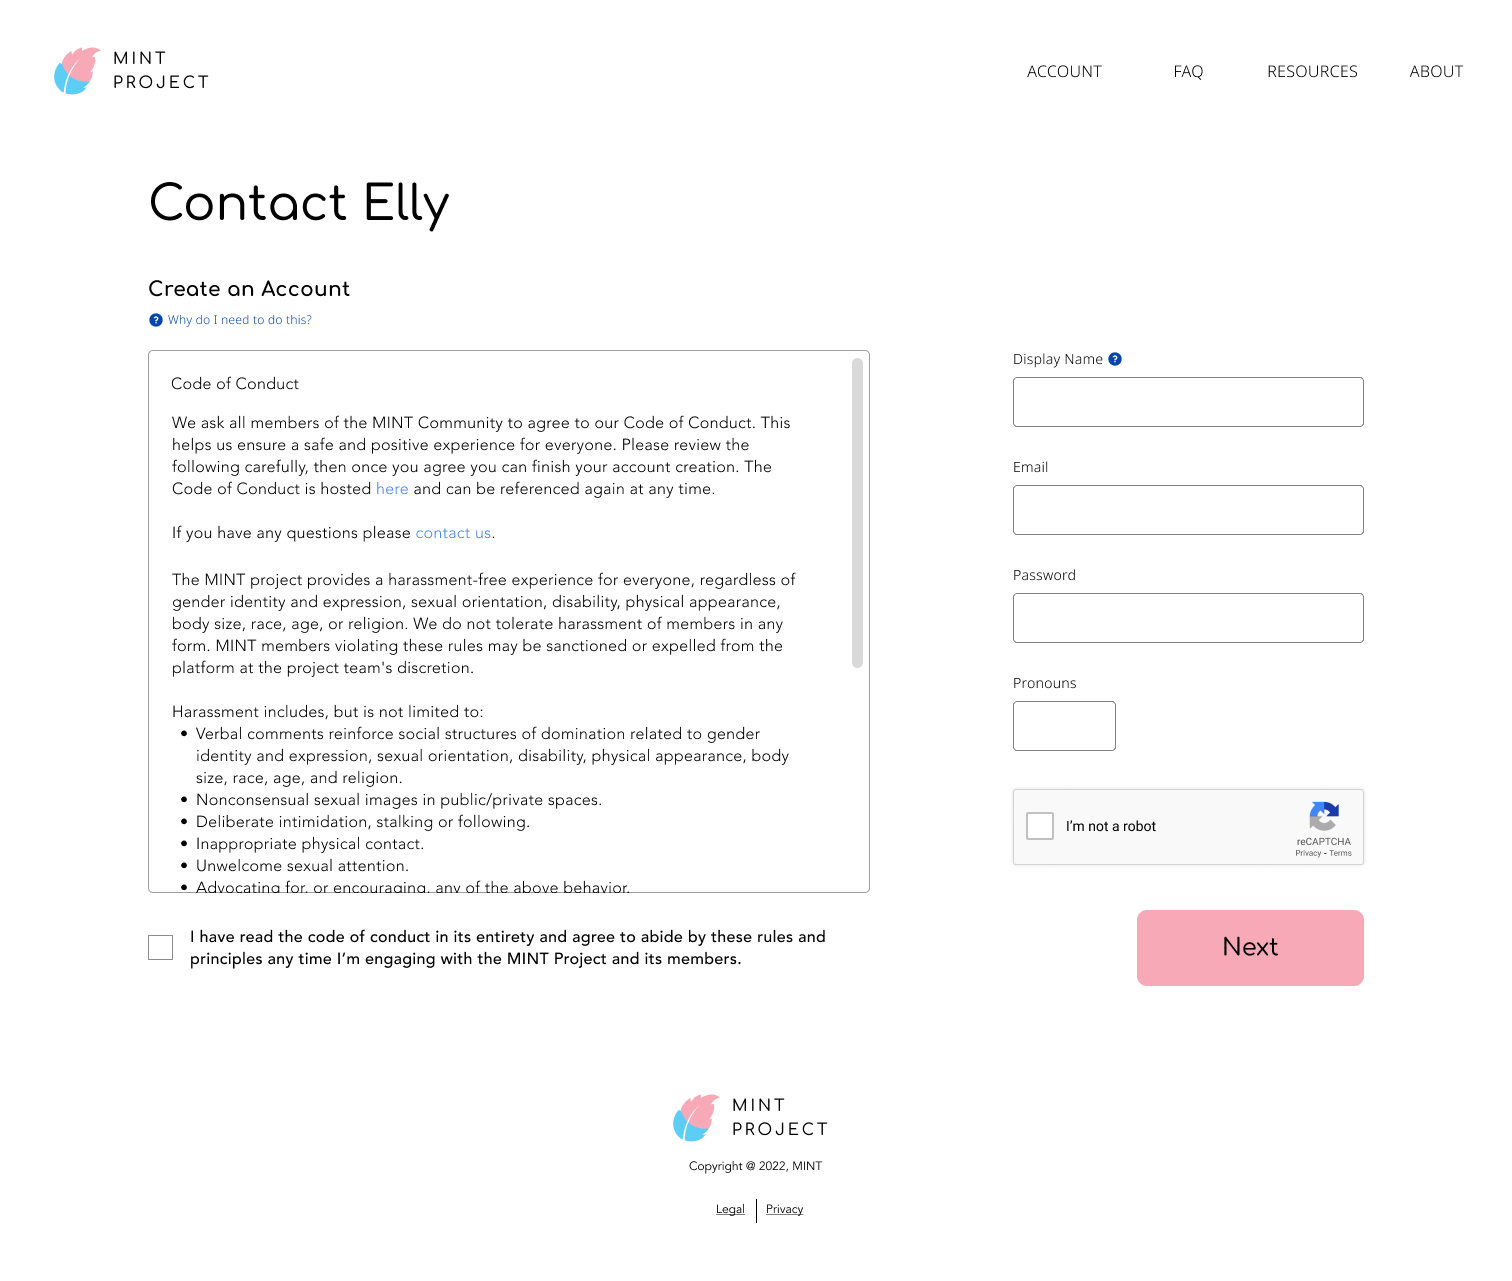 MINT
PROJECT
ACCOUNT
FAQ
RESOURCES
ABOUT
Contact Elly
Create an Account
? Why do I need to do this?
Code of Conduct
We ask all members of the MINT Community to agree to our Code of Conduct. This
helps us ensure a safe and positive experience for everyone. Please review the
following carefully, then once you agree you can finish your account creation. The
Code of Conduct is hosted here and can be referenced again at any time.
If you have any questions please contact us.
The MINT project provides a harassment-free experience for everyone, regardless of
gender identity and expression, sexual orientation, disability, physical appearance,
body size, race, age, or religion. We do not tolerate harassment of members in any
form. MINT members violating these rules may be sanctioned or expelled from the
platform at the project team's discretion.
Harassment includes, but is not limited to:
• Verbal comments reinforce social structures of domination related to gender
identity and expression, sexual orientation, disability, physical appearance, body
size, race, age, and religion.
• Nonconsensual sexual images in public/private spaces.
• Deliberate intimidation, stalking or following.
• Inappropriate physical contact.
• Unwelcome sexual attention.
• Advocating for, or encouraging, any of the above behavior.
I have read the code of conduct in its entirety and agree to abide by these rules and
principles any time I’m engaging with the MINT Project and its members.
Display Name ?
Email
Password
Pronouns
I'm not a robot
reCAPTCHA
Privacy - Terms
Next
MINT
PROJECT
Copyright @ 2022, MINT
Legal
Privacy